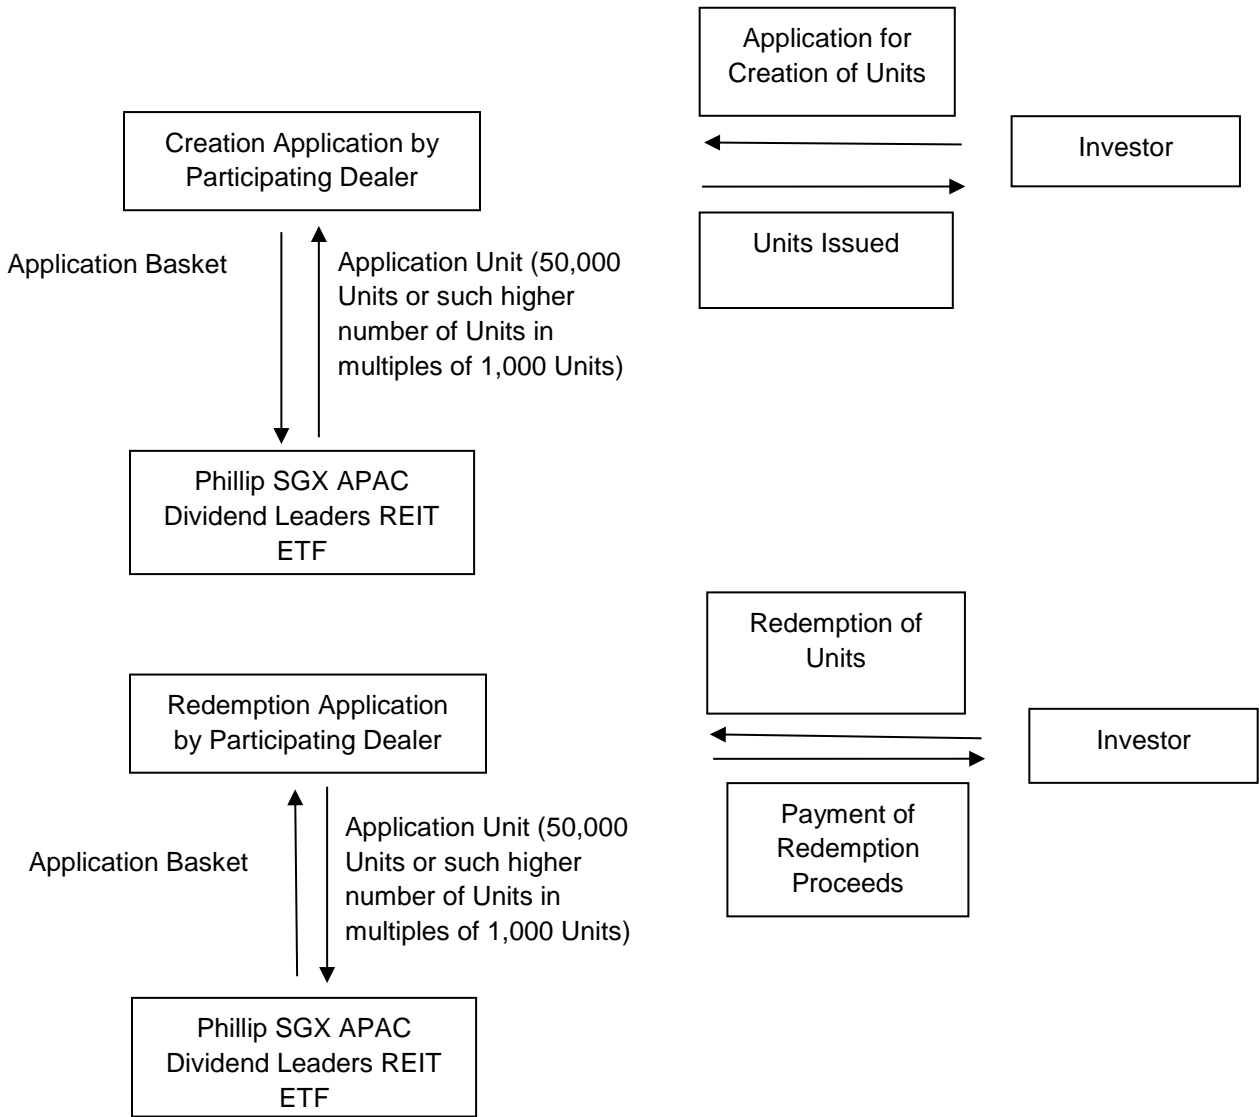 Application for
Creation of Units
Creation Application by
Participating Dealer
Investor
Units Issued
Application Basket
Application Unit (50,000
Units or such higher
number of Units in
multiples of 1,000 Units)
Phillip SGX APAC
Dividend Leaders REIT
ETF
Redemption of
Units
Redemption Application
by Participating Dealer
Investor
Payment of
Redemption
Proceeds
Application Basket
Application Unit (50,000
Units or such higher
number of Units in
multiples of 1,000 Units)
Phillip SGX APAC
Dividend Leaders REIT
ETF